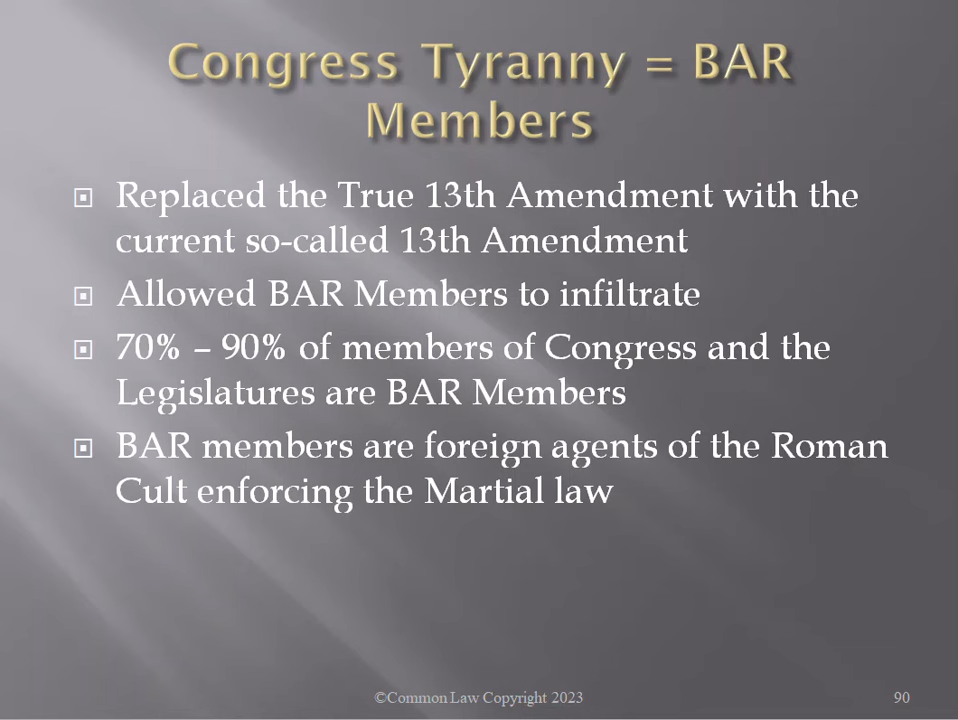 Congress Tyranny = BAR
Members
Replaced the True 13th Amendment with the
current so-called 13th Amendment
Allowed BAR Members to infiltrate
70% – 90% of members of Congress and the
Legislatures are BAR Members
BAR members are foreign agents of the Roman
Cult enforcing the Martial law
©Common Law Copyright 2023
90